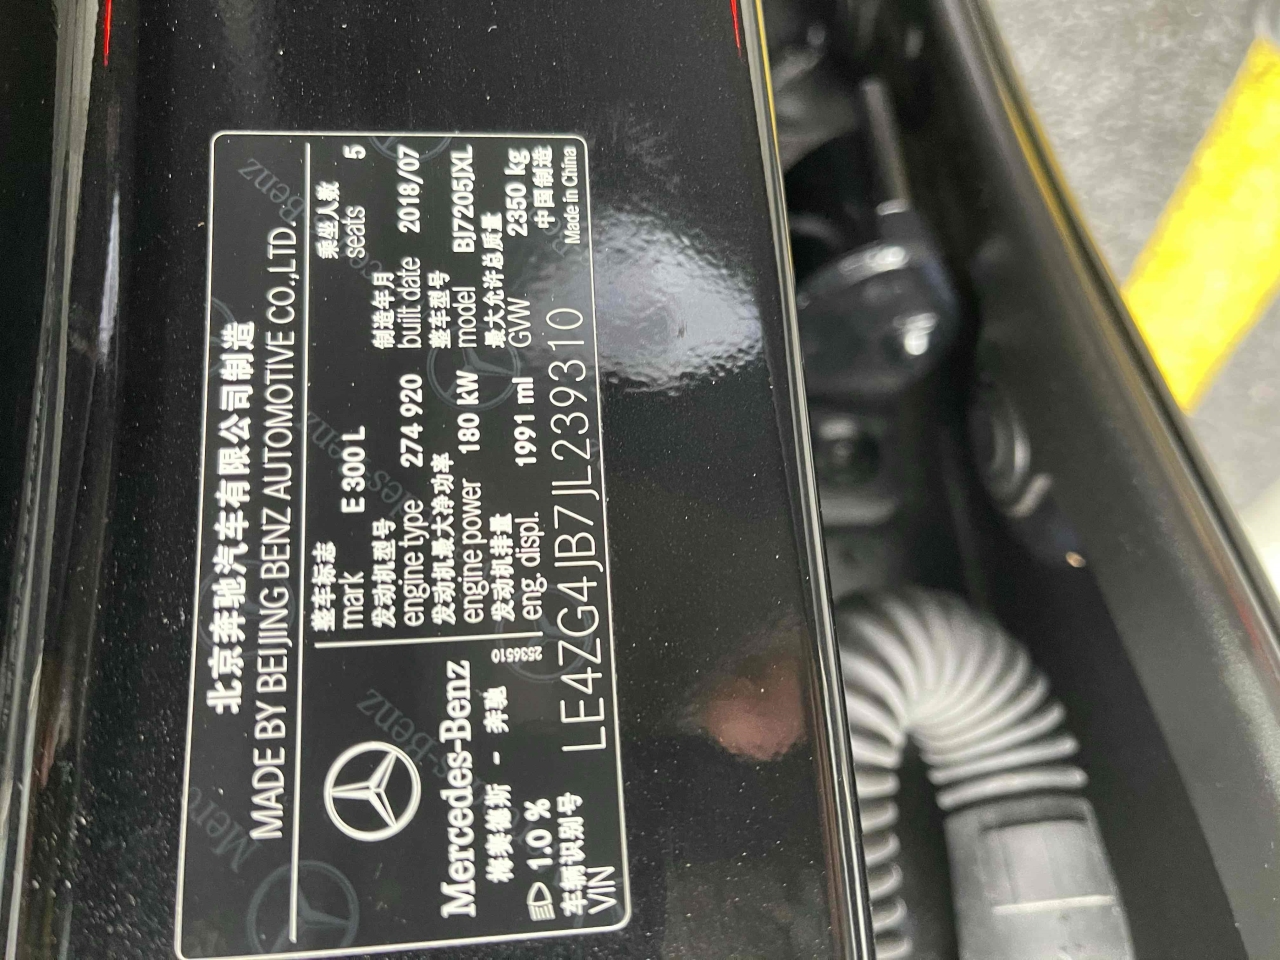 北京奔驰汽车有限公司制造
MADE BY BEIJING BENZ AUTOMOTIVE CO.,LTD.
Mercedes-Benz
梅赛德斯 - 奔驰
2536510
1.0 %
整车标志
mark E 300 L
乘坐人数
seats 5
发动机型号
engine type 274 920
制造年月
built date 2018/07
发动机最大净功率
engine power 180 kW
整车型号
model BJ7205JXL
发动机排量
eng. displ. 1991 ml
最大允许总质量
GVW 2350 kg
车辆识别号
VIN LE4ZG4JB7JL239310
中国制造
Made in China